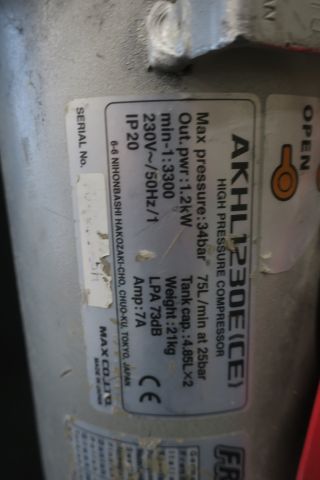 OPEN
AKHL1230E(CE)
HIGH PRESSURE COMPRESSOR
Max pressure:34bar 75L/min at 25bar
Out.pwr:1.2kW Tank cap.:4.85L×2
min-1:3300 Weight:21kg
230V~/50Hz/1 LPA 73dB
IP20 Amp:7A
6-6 NIHONBASHI HAKOZAKI-CHO, CHUO-KU, TOKYO, JAPAN
SERIAL No.
MAX CO.,LTD.
MADE IN JAPAN
CE